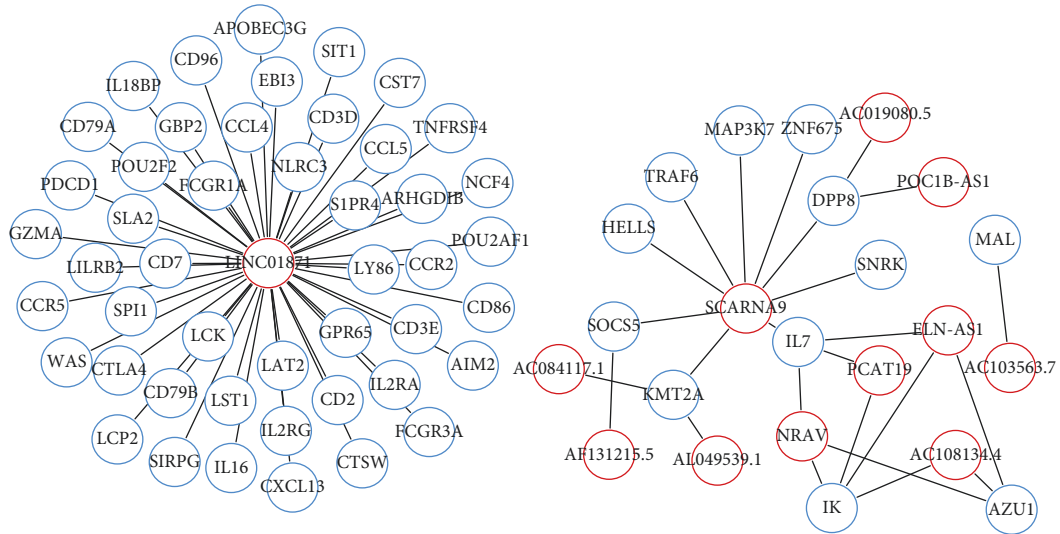 APOBEC3G
SIT1
CD96
EBI3
CST7
IL18BP
CD79A
GBP2
CCL4
CD3D
TNFRSF4
CCL5
POU2F2
NLRC3
PDCD1
FCGR1A
S1PR4
ARHGDIB
NCF4
SLA2
GZMA
POU2AF1
LILRB2
CD7
LINC01871
LY86
CCR2
CCR5
SPI1
CD86
LCK
GPR65
CD3E
WAS
CTLA4
LAT2
AIM2
CD79B
IL2RA
LST1
CD2
LCP2
IL2RG
FCGR3A
SIRPG
IL16
CTSW
CXCL13
AC019080.5
MAP3K7
ZNF675
TRAF6
POC1B-AS1
DPP8
HELLS
MAL
SNRK
SCARNA9
SOCS5
IL7
ELN-AS1
AC084117.1
PCAT19
AC103563.7
KMT2A
NRAV
AF131215.5
AL049539.1
AC108134.4
IK
AZU1